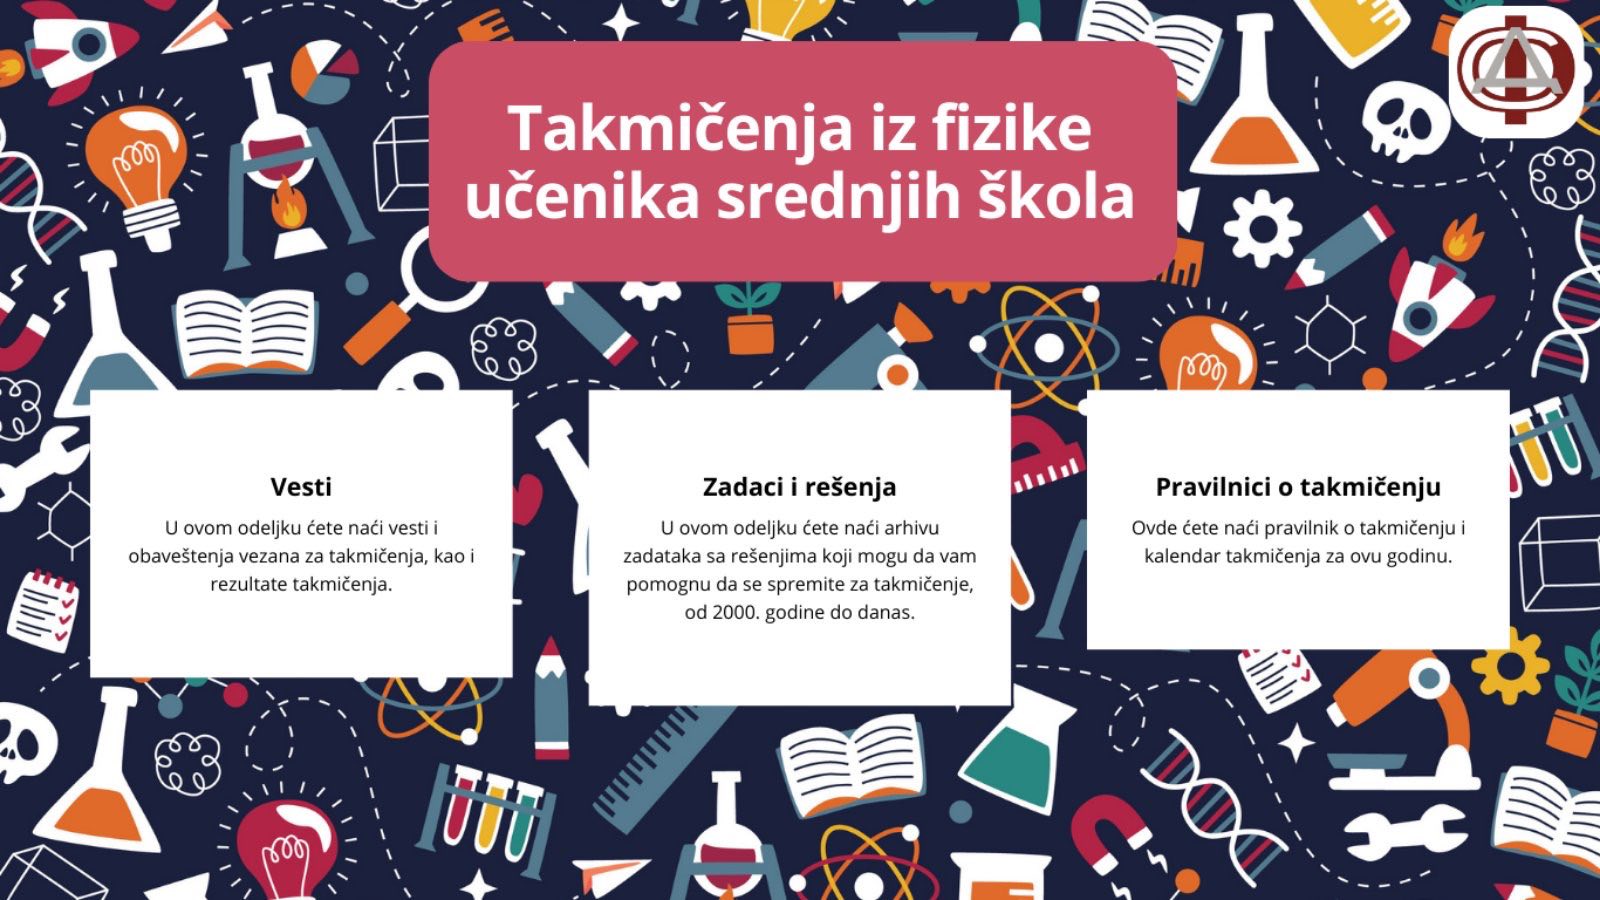 Takmičenja iz fizike
učenika srednjih škola
Vesti
U ovom odeljku ćete naći vesti i
obaveštenja vezana za takmičenja, kao i
rezultate takmičenja.
Zadaci i rešenja
U ovom odeljku ćete naći arhivu
zadataka sa rešenjima koji mogu da vam
pomognu da se spremite za takmičenje,
od 2000. godine do danas.
Pravilnici o takmičenju
Ovde ćete naći pravilnik o takmičenju i
kalendar takmičenja za ovu godinu.